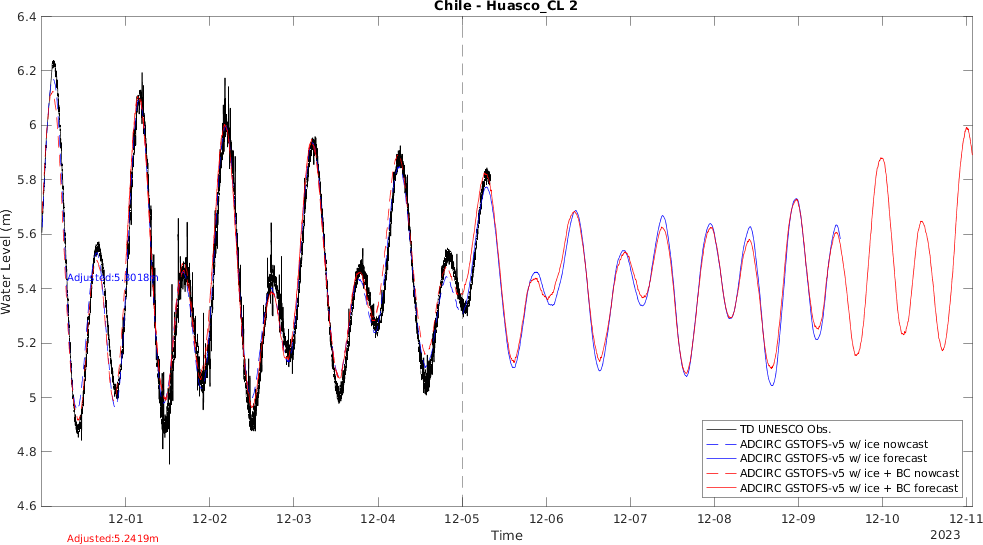 Chile - Huasco_CL 2
6.4
6.2
6
5.8
5.6
5.4
5.2
5
4.8
4.6
Water Level (m)
Adjusted:5.3018m
TD UNESCO Obs.
ADCIRC GSTOFS-v5 w/ ice nowcast
ADCIRC GSTOFS-v5 w/ ice forecast
ADCIRC GSTOFS-v5 w/ ice + BC nowcast
ADCIRC GSTOFS-v5 w/ ice + BC forecast
12-01 12-02 12-03 12-04 12-05 12-06 12-07 12-08 12-09 12-10 12-11
Time
2023
Adjusted:5.2419m